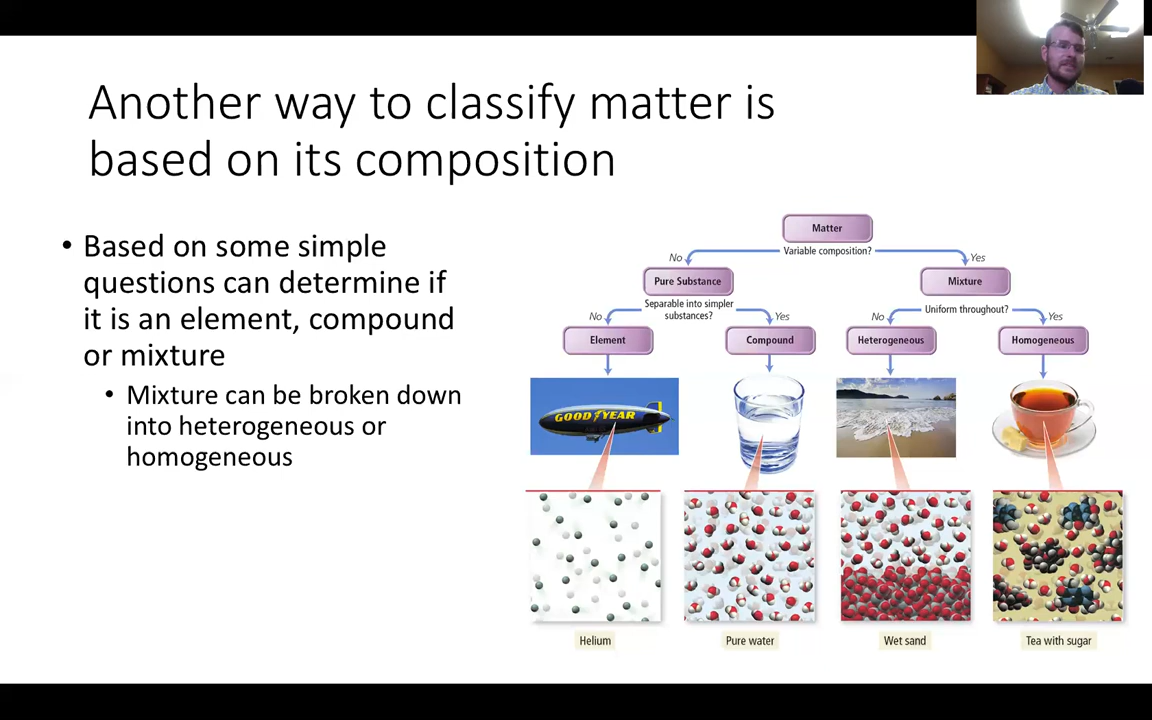 Another way to classify matter is
based on its composition
• Based on some simple
questions can determine if
it is an element, compound
or mixture
• Mixture can be broken down
into heterogeneous or
homogeneous
Matter
Variable composition?
No
Yes
Pure Substance
Mixture
Separable into simpler
substances?
No
Yes
Uniform throughout?
No
Yes
Element
Compound
Heterogeneous
Homogeneous
GOOD YEAR
Helium
Pure water
Wet sand
Tea with sugar